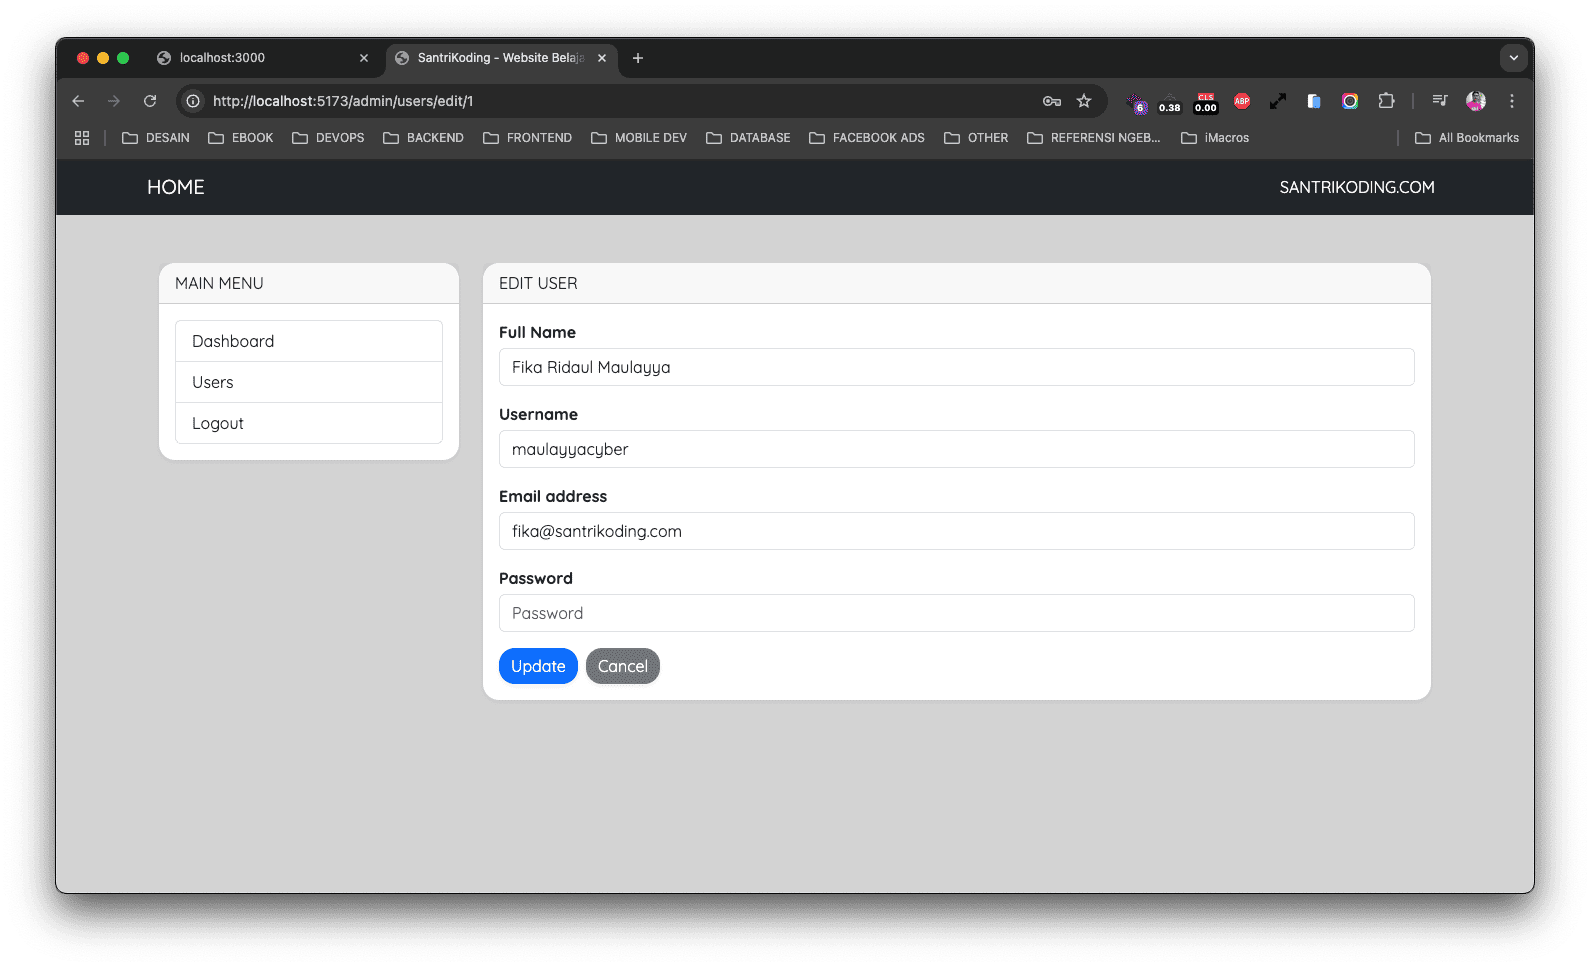 localhost:3000
SantriKoding - Website Belaja
http://localhost:5173/admin/users/edit/1
6
0.38
CLS
0.00
ABP
DESAIN
EBOOK
DEVOPS
BACKEND
FRONTEND
MOBILE DEV
DATABASE
FACEBOOK ADS
OTHER
REFERENSI NGEB...
iMacros
All Bookmarks
HOME
SANTRIKODING.COM
MAIN MENU
Dashboard
Users
Logout
EDIT USER
Full Name
Fika Ridaul Maulayya
Username
maulayyacyber
Email address
fika@santrikoding.com
Password
Password
Update
Cancel